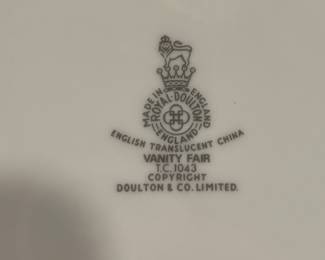 MADE IN ENGLAND
ROYAL·DOULTON
ENGLAND
ENGLISH TRANSLUCENT CHINA
VANITY FAIR
T.C. 1043
COPYRIGHT
DOULTON & CO. LIMITED.